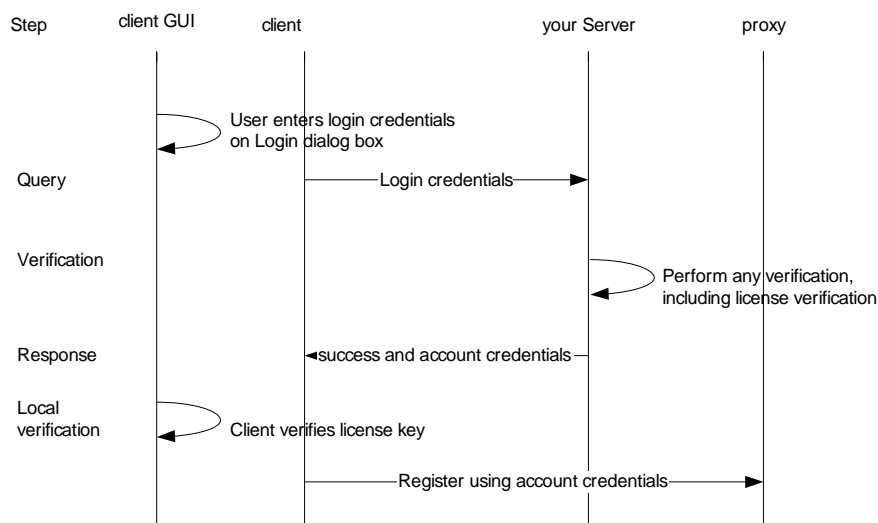 Step
client GUI
client
your Server
proxy
User enters login credentials
on Login dialog box
Query
Login credentials
Verification
Perform any verification,
including license verification
Response
success and account credentials
Local
verification
Client verifies license key
Register using account credentials